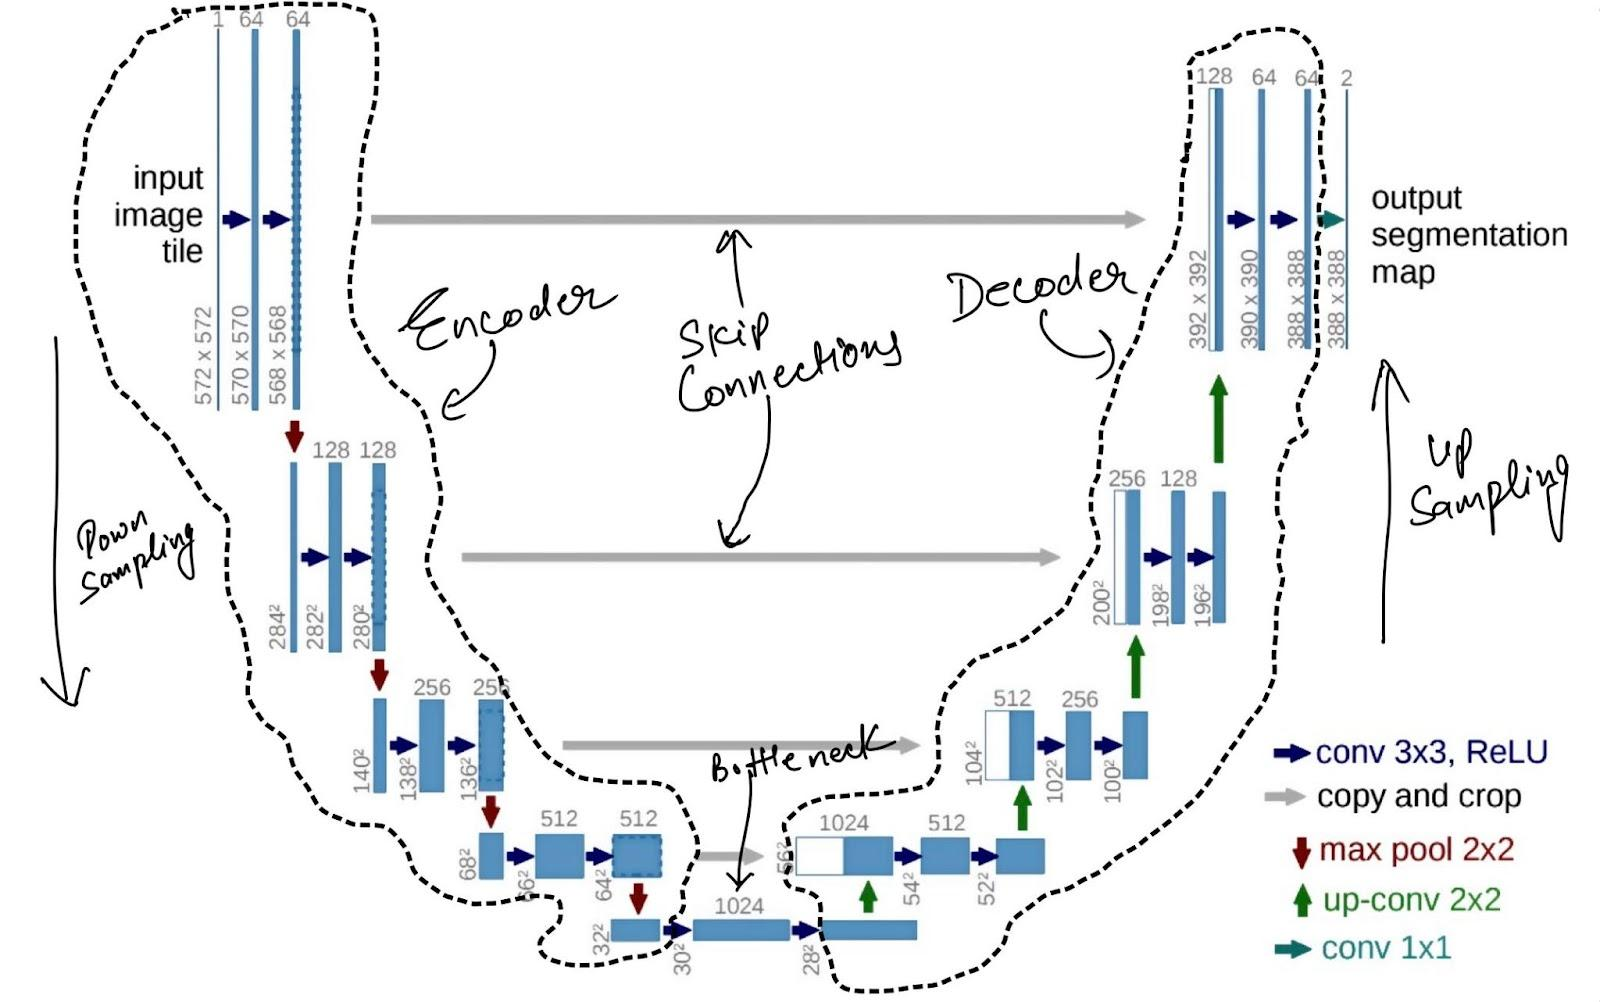 1 64 64
input
image
tile
572 x 572
570 x 570
568 x 568
128 64 64 2
392 x 392
390 x 390
388 x 388
388 x 388
output
segmentation
map
Encoder
Skip
Connections
Decoder
Down
Sampling
Up
Sampling
128 128
284²
282²
280²
256 128
200²
198²
196²
256 256
140²
138²
136²
512 256
104²
102²
100²
Bottleneck
512 512
68²
66²
64²
1024 512
56²
54²
52²
1024
32²
30²
28²
conv 3x3, ReLU
copy and crop
max pool 2x2
up-conv 2x2
conv 1x1